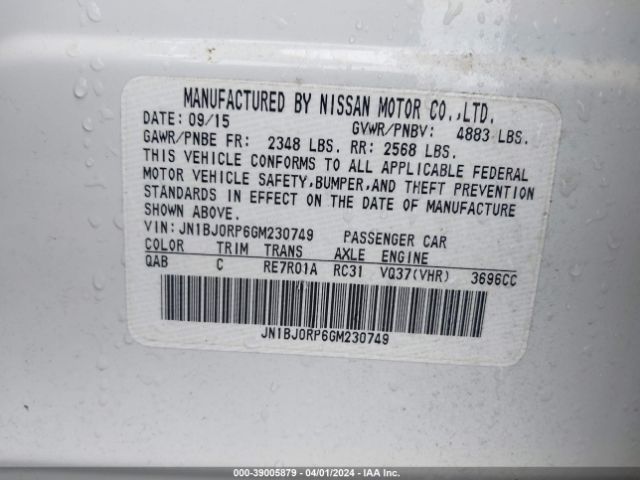 MANUFACTURED BY NISSAN MOTOR CO.,LTD.
DATE: 09/15 GVWR/PNBV: 4883 LBS.
GAWR/PNBE FR: 2348 LBS. RR: 2568 LBS.
THIS VEHICLE CONFORMS TO ALL APPLICABLE FEDERAL
MOTOR VEHICLE SAFETY,BUMPER,AND THEFT PREVENTION
STANDARDS IN EFFECT ON THE DATE OF MANUFACTURE
SHOWN ABOVE.
VIN: JN1BJ0RP6GM230749 PASSENGER CAR
COLOR TRIM TRANS AXLE ENGINE
QAB C RE7R01A RC31 VQ37(VHR) 3696CC
JN1BJ0RP6GM230749
000-39005879 - 04/01/2024 - IAA Inc.